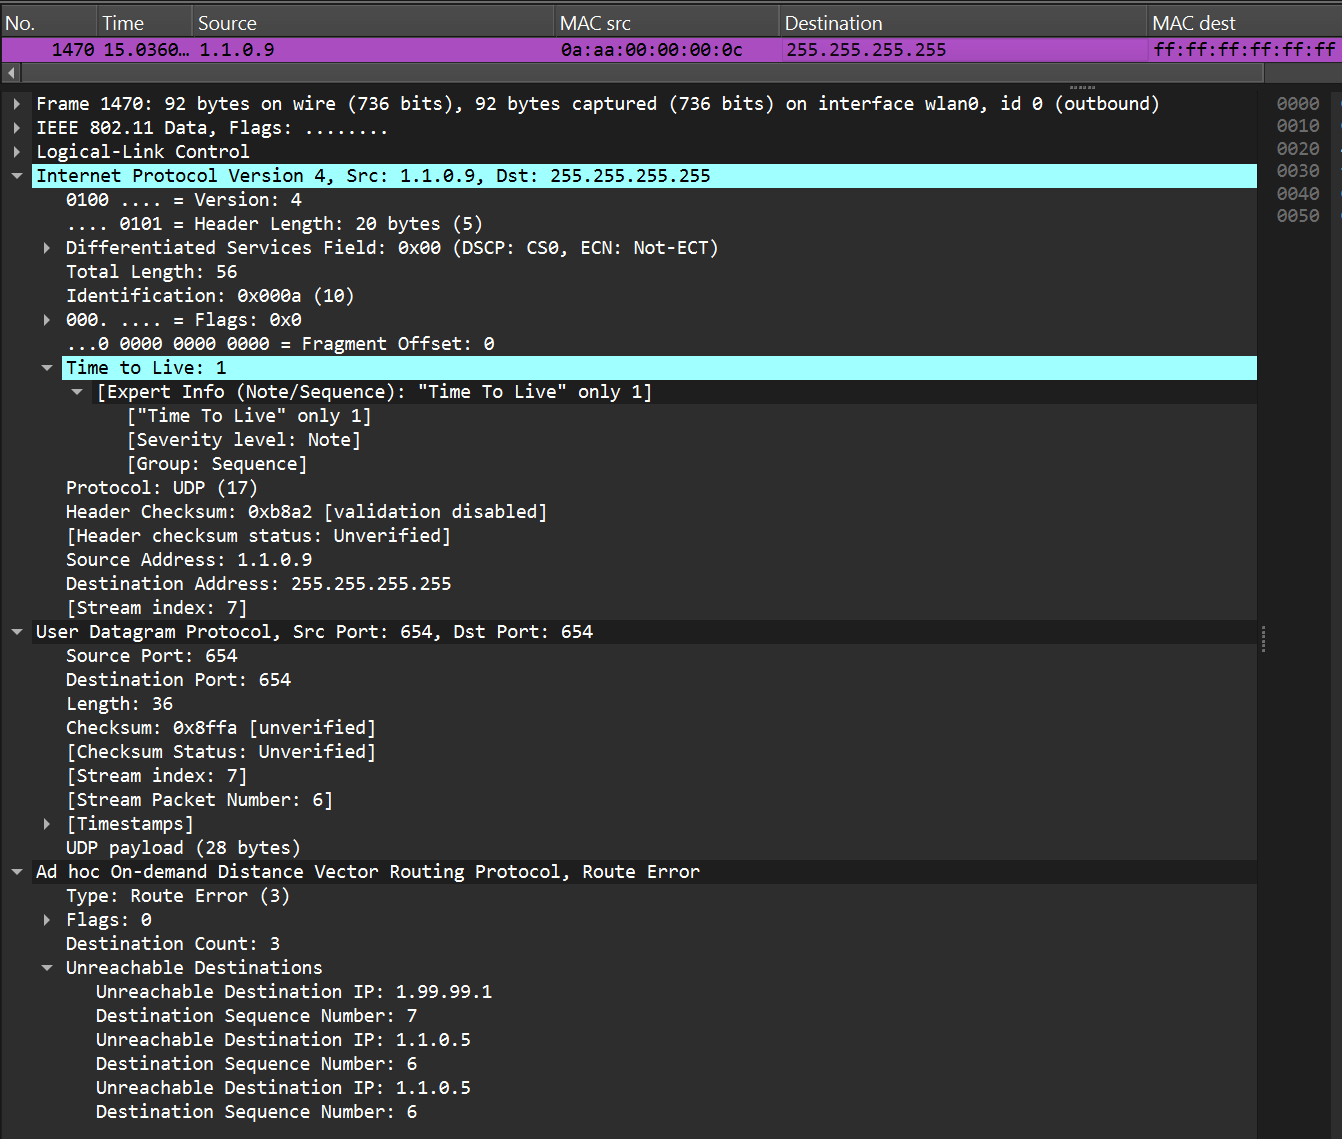 No. Time Source MAC src Destination MAC dest
1470 15.0360… 1.1.0.9 0a:aa:00:00:00:0c 255.255.255.255 ff:ff:ff:ff:ff:ff
Frame 1470: 92 bytes on wire (736 bits), 92 bytes captured (736 bits) on interface wlan0, id 0 (outbound)
IEEE 802.11 Data, Flags: ........
Logical-Link Control
Internet Protocol Version 4, Src: 1.1.0.9, Dst: 255.255.255.255
0100 .... = Version: 4
.... 0101 = Header Length: 20 bytes (5)
Differentiated Services Field: 0x00 (DSCP: CS0, ECN: Not-ECT)
Total Length: 56
Identification: 0x000a (10)
000. .... = Flags: 0x0
...0 0000 0000 0000 = Fragment Offset: 0
Time to Live: 1
[Expert Info (Note/Sequence): "Time To Live" only 1]
["Time To Live" only 1]
[Severity level: Note]
[Group: Sequence]
Protocol: UDP (17)
Header Checksum: 0xb8a2 [validation disabled]
[Header checksum status: Unverified]
Source Address: 1.1.0.9
Destination Address: 255.255.255.255
[Stream index: 7]
User Datagram Protocol, Src Port: 654, Dst Port: 654
Source Port: 654
Destination Port: 654
Length: 36
Checksum: 0x8ffa [unverified]
[Checksum Status: Unverified]
[Stream index: 7]
[Stream Packet Number: 6]
[Timestamps]
UDP payload (28 bytes)
Ad hoc On-demand Distance Vector Routing Protocol, Route Error
Type: Route Error (3)
Flags: 0
Destination Count: 3
Unreachable Destinations
Unreachable Destination IP: 1.99.99.1
Destination Sequence Number: 7
Unreachable Destination IP: 1.1.0.5
Destination Sequence Number: 6
Unreachable Destination IP: 1.1.0.5
Destination Sequence Number: 6
0000
0010
0020
0030
0040
0050